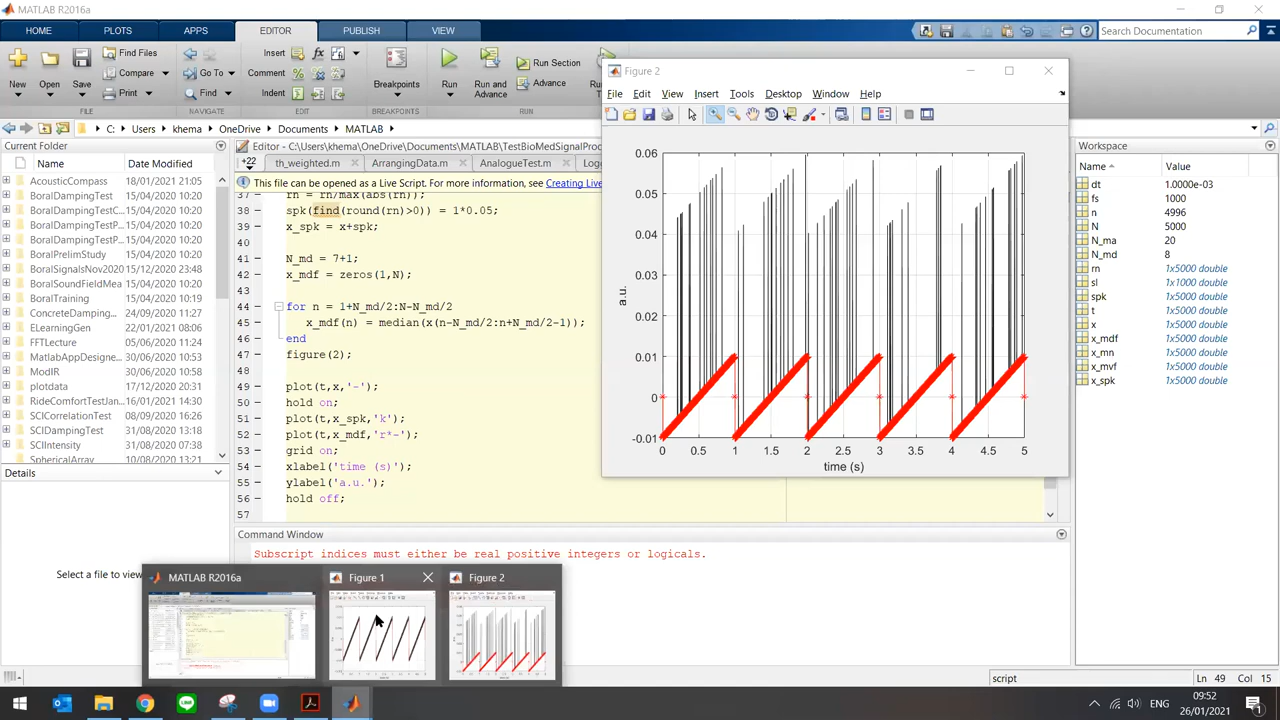 MATLAB R2016a
HOME PLOTS APPS EDITOR PUBLISH VIEW
Search Documentation
New Open Save
Find Files
Compare
Print
Go To
Find
Insert
Comment
Indent
Breakpoints
Run
Run and Advance
Run Section
Advance
FILE NAVIGATE EDIT BREAKPOINTS RUN
C: Users khema OneDrive Documents MATLAB
Current Folder
Name Date Modified
AcousticCompass 18/01/2021 21:05
BoralDampingTest 15/04/2020 10:20
BoralDampingTestC... 15/04/2020 10:20
BoralDampingTestP... 15/04/2020 10:20
BoralPrelimStudy 15/04/2020 10:20
BoralSignalsNov2020 15/12/2020 23:48
BoralSoundFieldMea 15/04/2020 10:20
BoralTraining 15/04/2020 10:19
ConcreteDamping... 24/09/2020 11:27
ELearningGen 22/01/2021 08:06
FFTLecture 15/04/2020 10:20
MatlabAppDesigne... 30/06/2020 10:58
ModIR 30/06/2020 10:58
plotdata 17/12/2020 20:31
RideComfortTestJan... 16/01/2021 14:30
SCICorrelationTest 08/09/2020 16:26
SCIDampingTest 31/08/2020 13:18
SCIIntensity 31/08/2020 13:27
SphericalArray 10/08/2020 13:31
Details
Select a file to view
Editor - C:\Users\khema\OneDrive\Documents\MATLAB\TestBioMedSignalProc
+22 th_weighted.m ArrangingData.m AnalogueTest.m
This file can be opened as a Live Script. For more information, see Creating Live
37 rn = rn/max(abs(rn));
38 spk(find(round(rn)>0)) = 1*0.05;
39 x_spk = x+spk;
40
41 N_md = 7+1;
42 x_mdf = zeros(1,N);
43
44 for n = 1+N_md/2:N-N_md/2
45 x_mdf(n) = median(x(n-N_md/2:n+N_md/2-1));
46 end
47 figure(2);
48
49 plot(t,x,'-');
50 hold on;
51 plot(t,x_spk,'k');
52 plot(t,x_mdf,'r*-');
53 grid on;
54 xlabel('time (s)');
55 ylabel('a.u.');
56 hold off;
57
Command Window
Subscript indices must either be real positive integers or logicals.
Figure 2
File Edit View Insert Tools Desktop Window Help
0.06
0.05
0.04
0.03
0.02
0.01
0
-0.01
a.u.
0 0.5 1 1.5 2 2.5 3 3.5 4 4.5 5
time (s)
Workspace
Name Value
dt 1.0000e-03
fs 1000
n 4996
N 5000
N_ma 20
N_md 8
rn 1x5000 double
sl 1x1000 double
spk 1x5000 double
t 1x5000 double
x 1x5000 double
x_mdf 1x5000 double
x_mn 1x5000 double
x_mvf 1x5000 double
x_spk 1x5000 double
MATLAB R2016a
Figure 1
Figure 2
script Ln 49 Col 15
ENG
09:52
26/01/2021